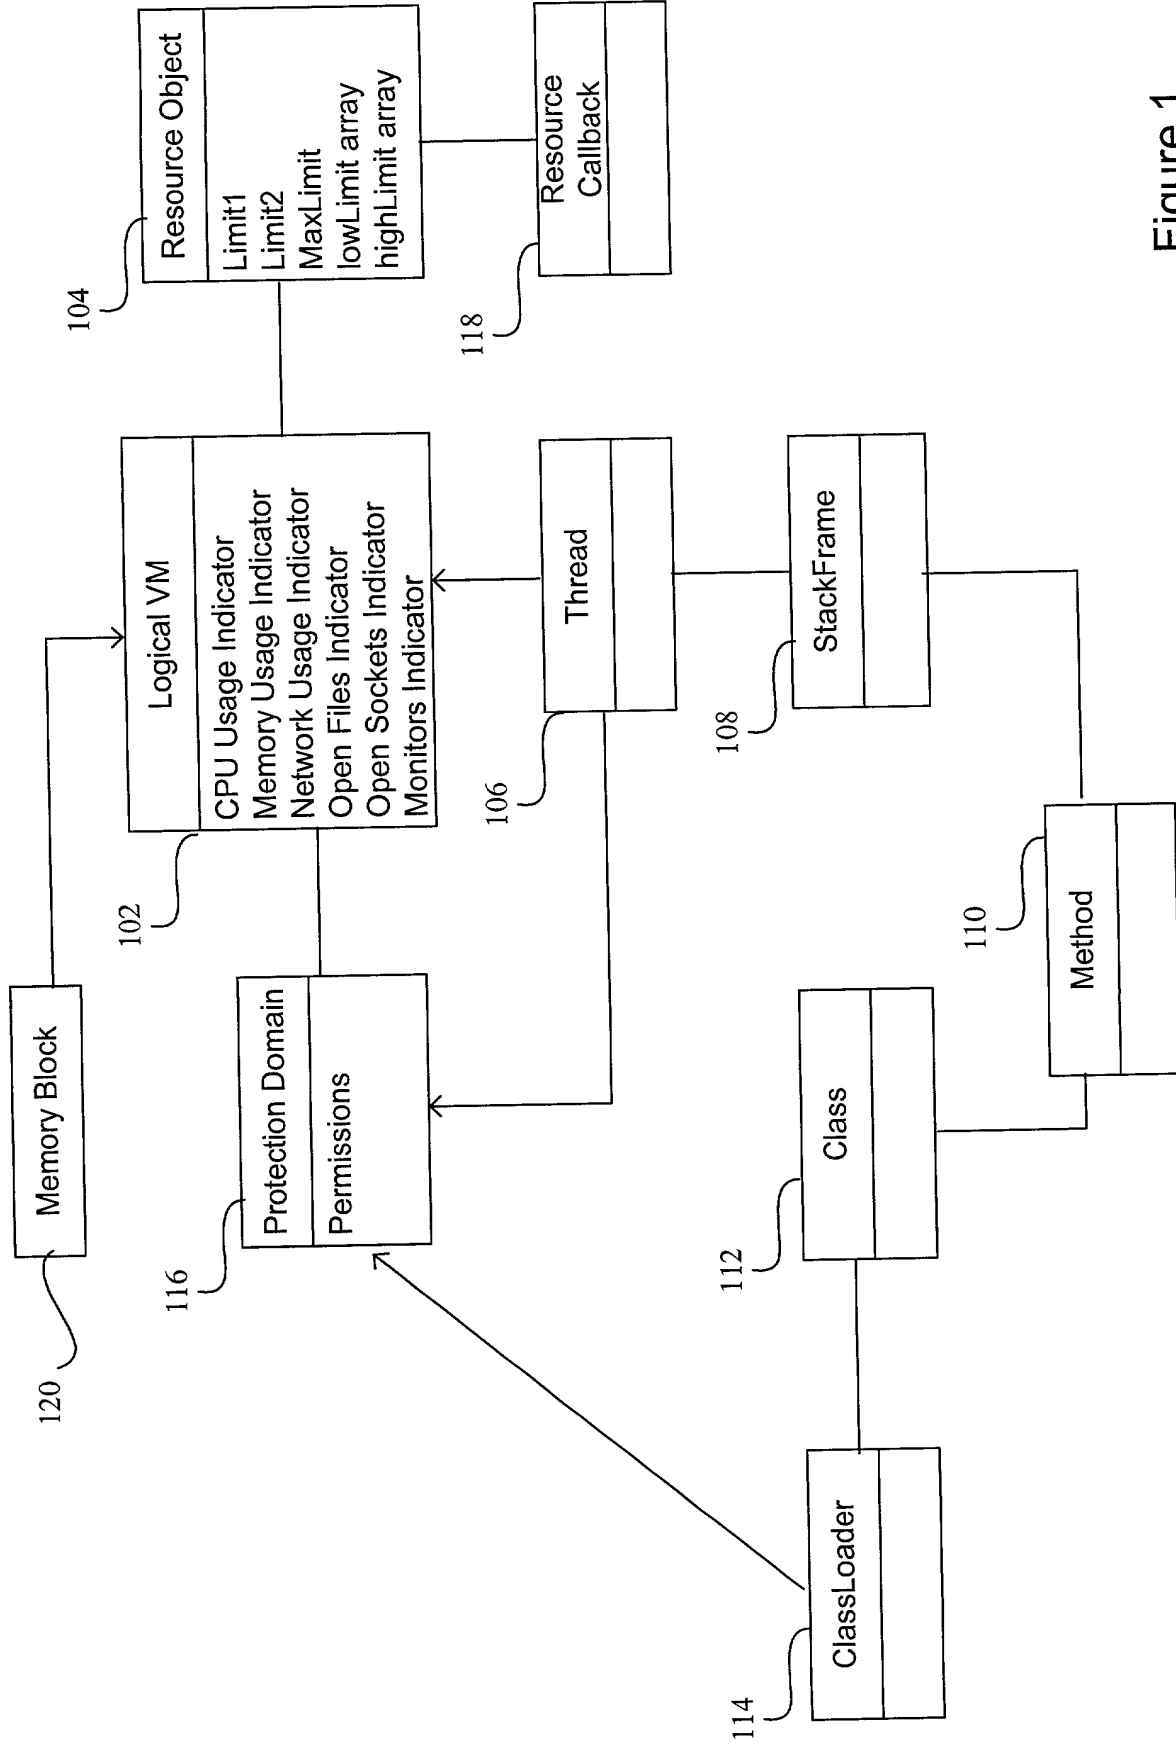 120
Memory Block
102
Logical VM
CPU Usage Indicator
Memory Usage Indicator
Network Usage Indicator
Open Files Indicator
Open Sockets Indicator
Monitors Indicator
104
Resource Object
Limit1
Limit2
MaxLimit
lowLimit array
highLimit array
116
Protection Domain
Permissions
118
Resource
Callback
106
Thread
108
StackFrame
114
ClassLoader
112
Class
110
Method
Figure 1